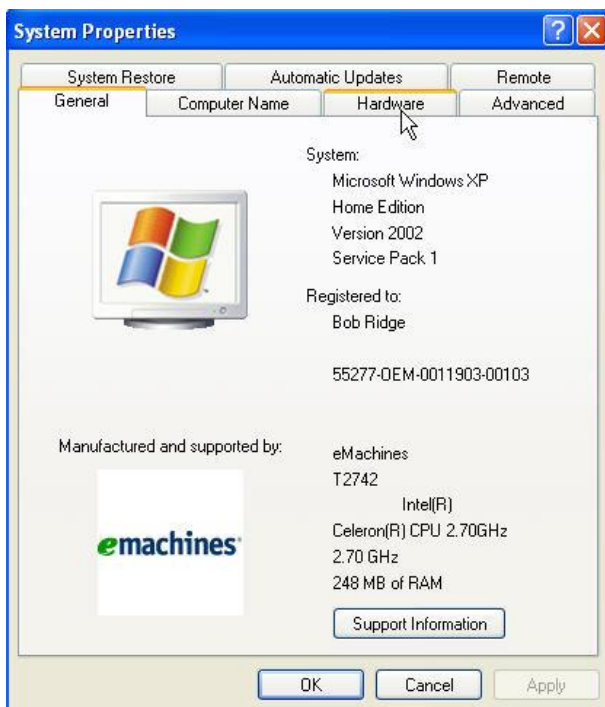 System Properties
System Restore Automatic Updates Remote
General Computer Name Hardware Advanced
System:
Microsoft Windows XP
Home Edition
Version 2002
Service Pack 1
Registered to:
Bob Ridge
55277-OEM-0011903-00103
Manufactured and supported by:
emachines
eMachines
T2742
Intel(R)
Celeron(R) CPU 2.70GHz
2.70 GHz
248 MB of RAM
Support Information
OK Cancel Apply